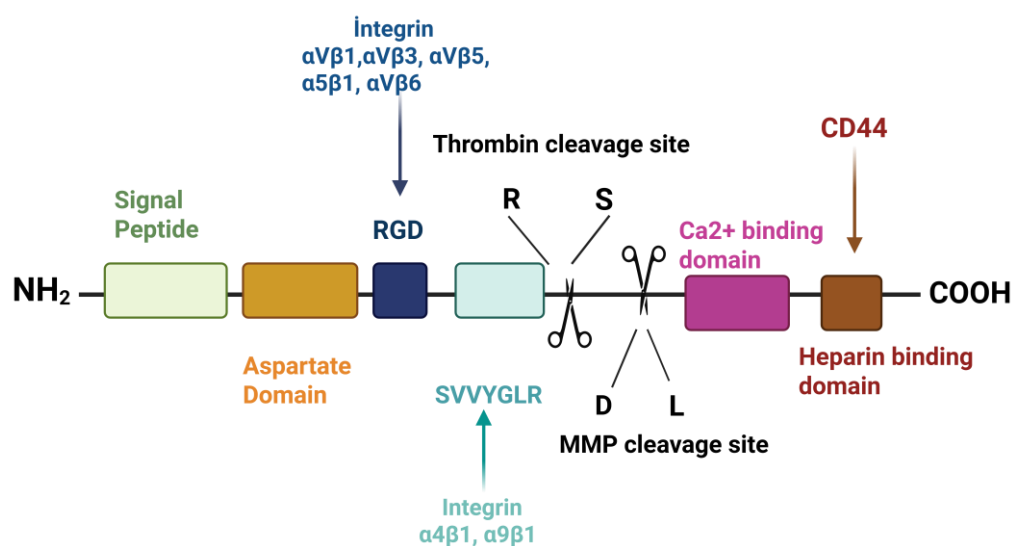 İntegrin
αVβ1,αVβ3, αVβ5,
α5β1, αVβ6
CD44
Thrombin cleavage site
R
S
Signal
Peptide
RGD
Ca2+ binding
domain
NH₂
COOH
Aspartate
Domain
SVVYGLR
D
L
Heparin binding
domain
MMP cleavage site
Integrin
α4β1, α9β1